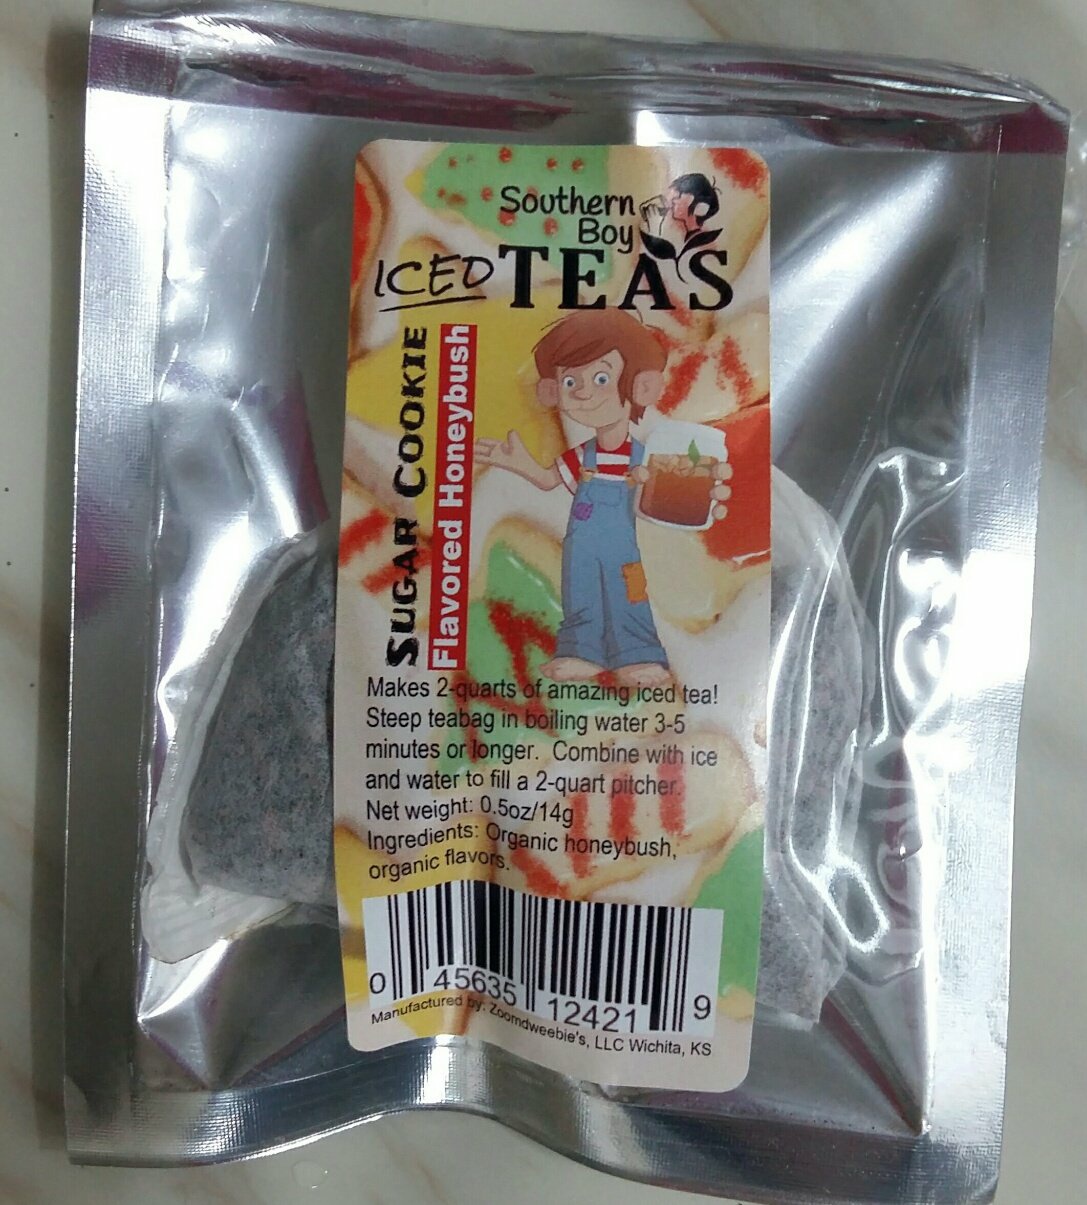 Southern
Boy
ICED TEAS
SUGAR COOKIE
Flavored Honeybush
Makes 2-quarts of amazing iced tea!
Steep teabag in boiling water 3-5
minutes or longer. Combine with ice
and water to fill a 2-quart pitcher.
Net weight: 0.5oz/14g
Ingredients: Organic honeybush,
organic flavors.
0 45635 12421 9
Manufactured by: Zoomdweebie's, LLC Wichita, KS